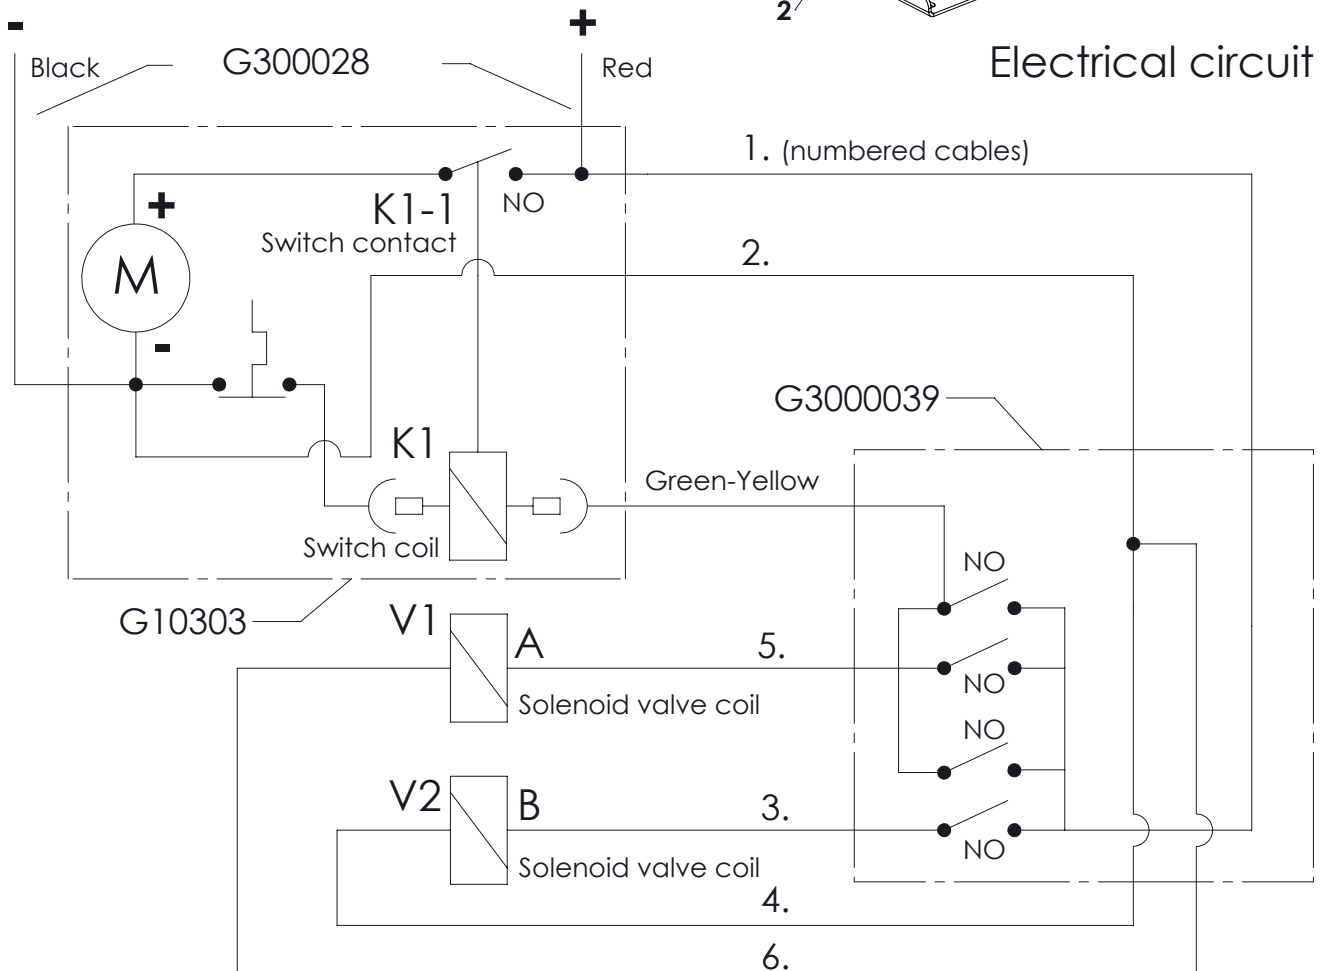 2
- +
Black G300028 Red Electrical circuit
1. (numbered cables)
+ K1-1 NO
Switch contact
M 2.
-
G3000039
K1
Green-Yellow
Switch coil
NO
G10303 V1 A 5.
NO
Solenoid valve coil
NO
V2 B 3.
NO
Solenoid valve coil
4.
6.